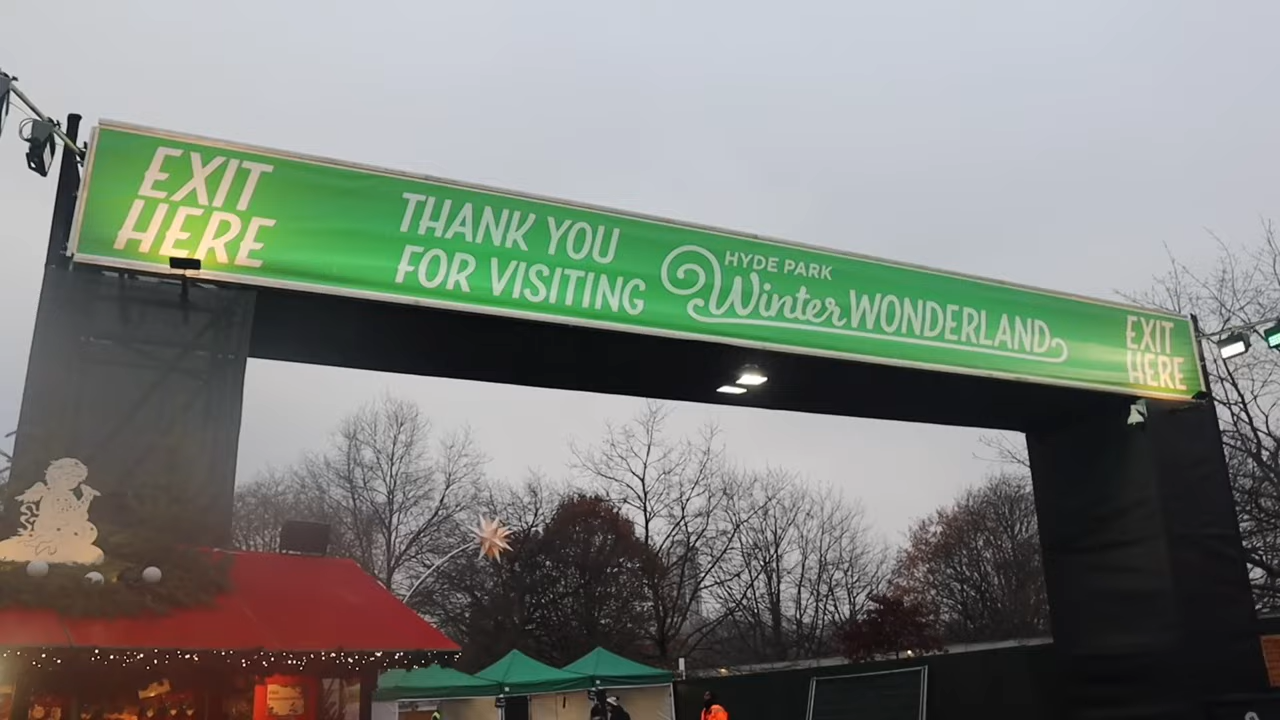 EXIT
HERE
THANK YOU
FOR VISITING
HYDE PARK
Winter WONDERLAND
EXIT
HERE